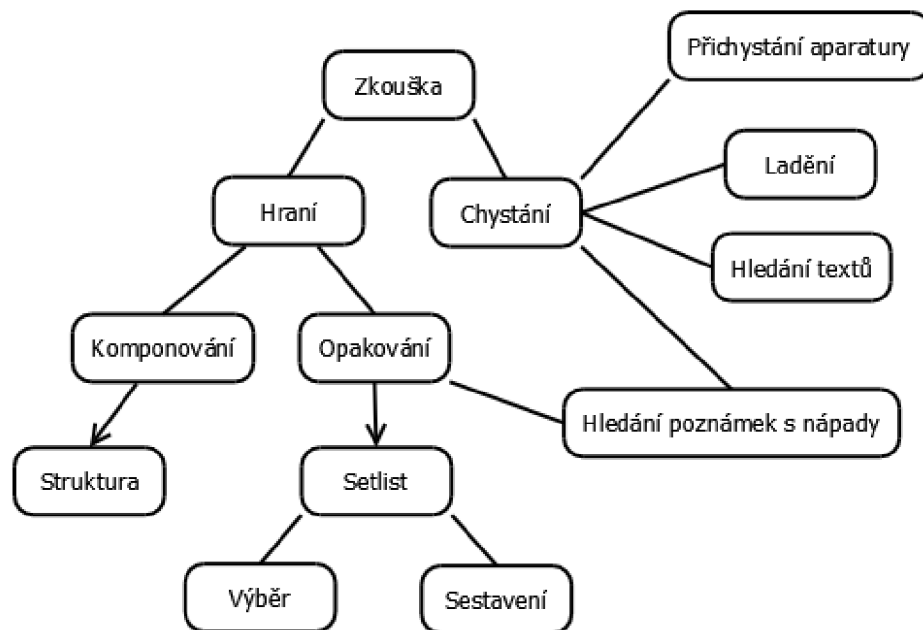 Přichystání aparatury
Zkouška
Ladění
Hraní
Chystání
Hledání textů
Komponování
Opakování
Hledání poznámek s nápady
Struktura
Setlist
Výběr
Sestavení